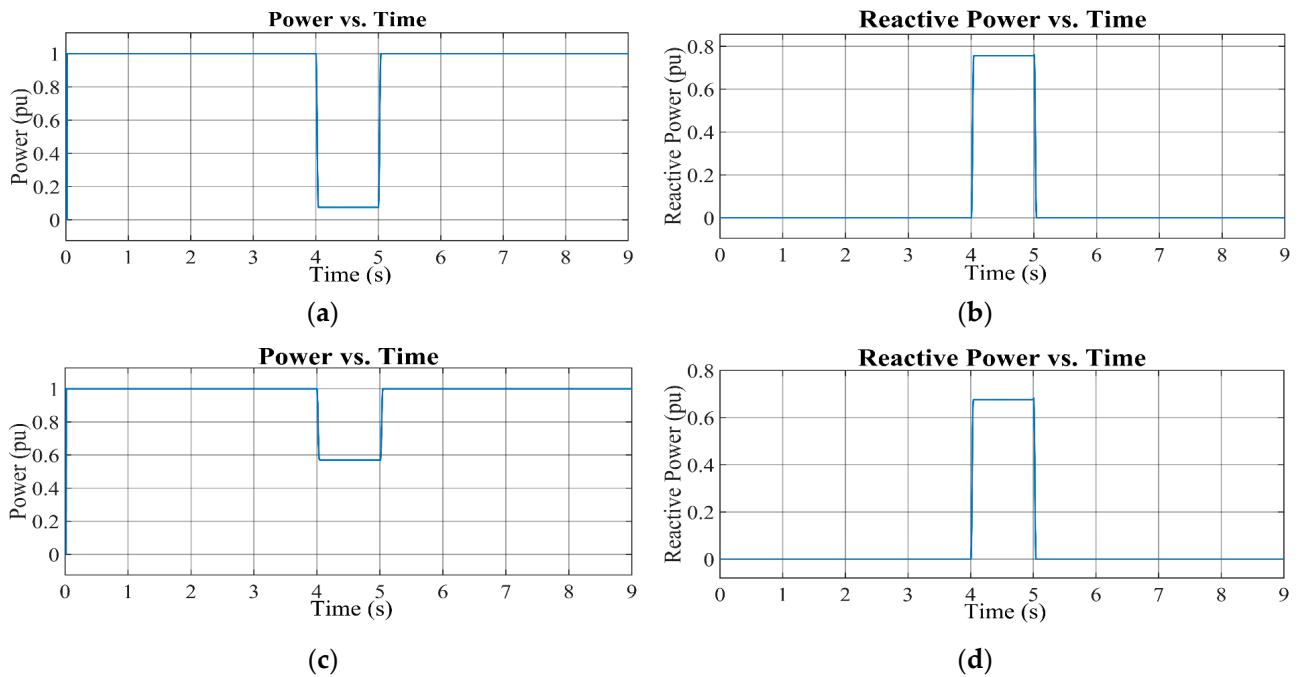 Power vs. Time
Power (pu)
1
0.8
0.6
0.4
0.2
0
0 1 2 3 4 5 6 7 8 9
Time (s)
(a)
Reactive Power vs. Time
Reactive Power (pu)
0.8
0.6
0.4
0.2
0
0 1 2 3 4 5 6 7 8 9
Time (s)
(b)
Power vs. Time
Power (pu)
1
0.8
0.6
0.4
0.2
0
0 1 2 3 4 5 6 7 8 9
Time (s)
(c)
Reactive Power vs. Time
Reactive Power (pu)
0.8
0.6
0.4
0.2
0
0 1 2 3 4 5 6 7 8 9
Time (s)
(d)